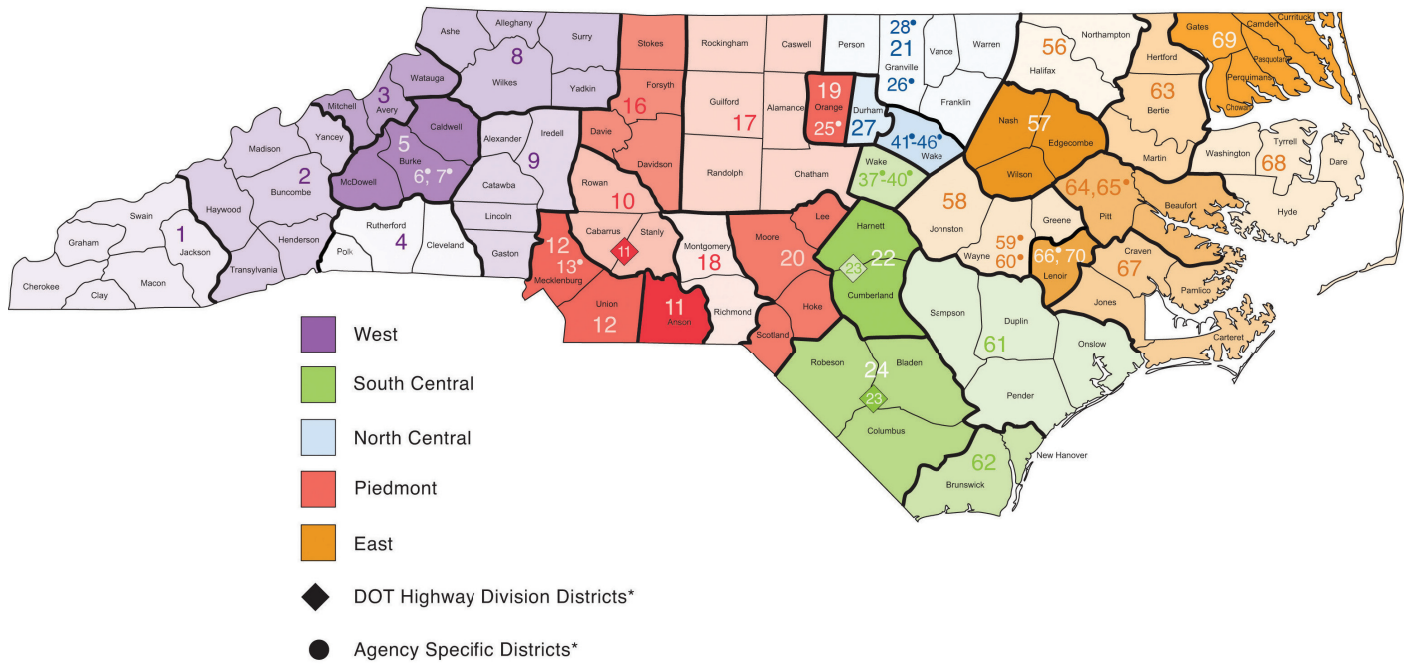 Ashe
Alleghany
Surry
8
Wilkes
Yadkin
Watauga
3
Mitchell
Avery
Caldwell
5
Burke
6•, 7•
McDowell
Yancey
Madison
2
Buncombe
Haywood
Henderson
Transylvania
Swain
1
Graham
Jackson
Macon
Cherokee
Clay
Rutherford
4
Polk
Cleveland
Alexander
Iredell
9
Catawba
Lincoln
Gaston
Stokes
Forsyth
16
Davie
Davidson
Rowan
10
Cabarrus
Stanly
11
12
13•
Mecklenburg
Union
12
11
Anson
Rockingham
Caswell
Guilford
17
Alamance
Randolph
Chatham
Montgomery
18
Richmond
Moore
Lee
20
Hoke
Scotland
19
Orange
25•
Person
28•
21
Granville
26•
Vance
Warren
Franklin
Durham
27
41•-46•
Wake
Wake
37•-40•
Harnett
22
23
Cumberland
Robeson
Bladen
24
23
Columbus
62
Brunswick
New Hanover
Sampson
Duplin
61
Onslow
Pender
56
Northampton
Halifax
Nash
57
Edgecombe
Wilson
58
Johnston
Wayne
59•
60•
Greene
66,• 70
Lenoir
64,65•
Pitt
Beaufort
Craven
67
Jones
Pamlico
Carteret
Hertford
63
Bertie
Martin
Gates
69
Camden
Currituck
Pasquotank
Perquimans
Chowan
Washington
68
Tyrrell
Dare
Hyde
West
South Central
North Central
Piedmont
East
DOT Highway Division Districts*
Agency Specific Districts*